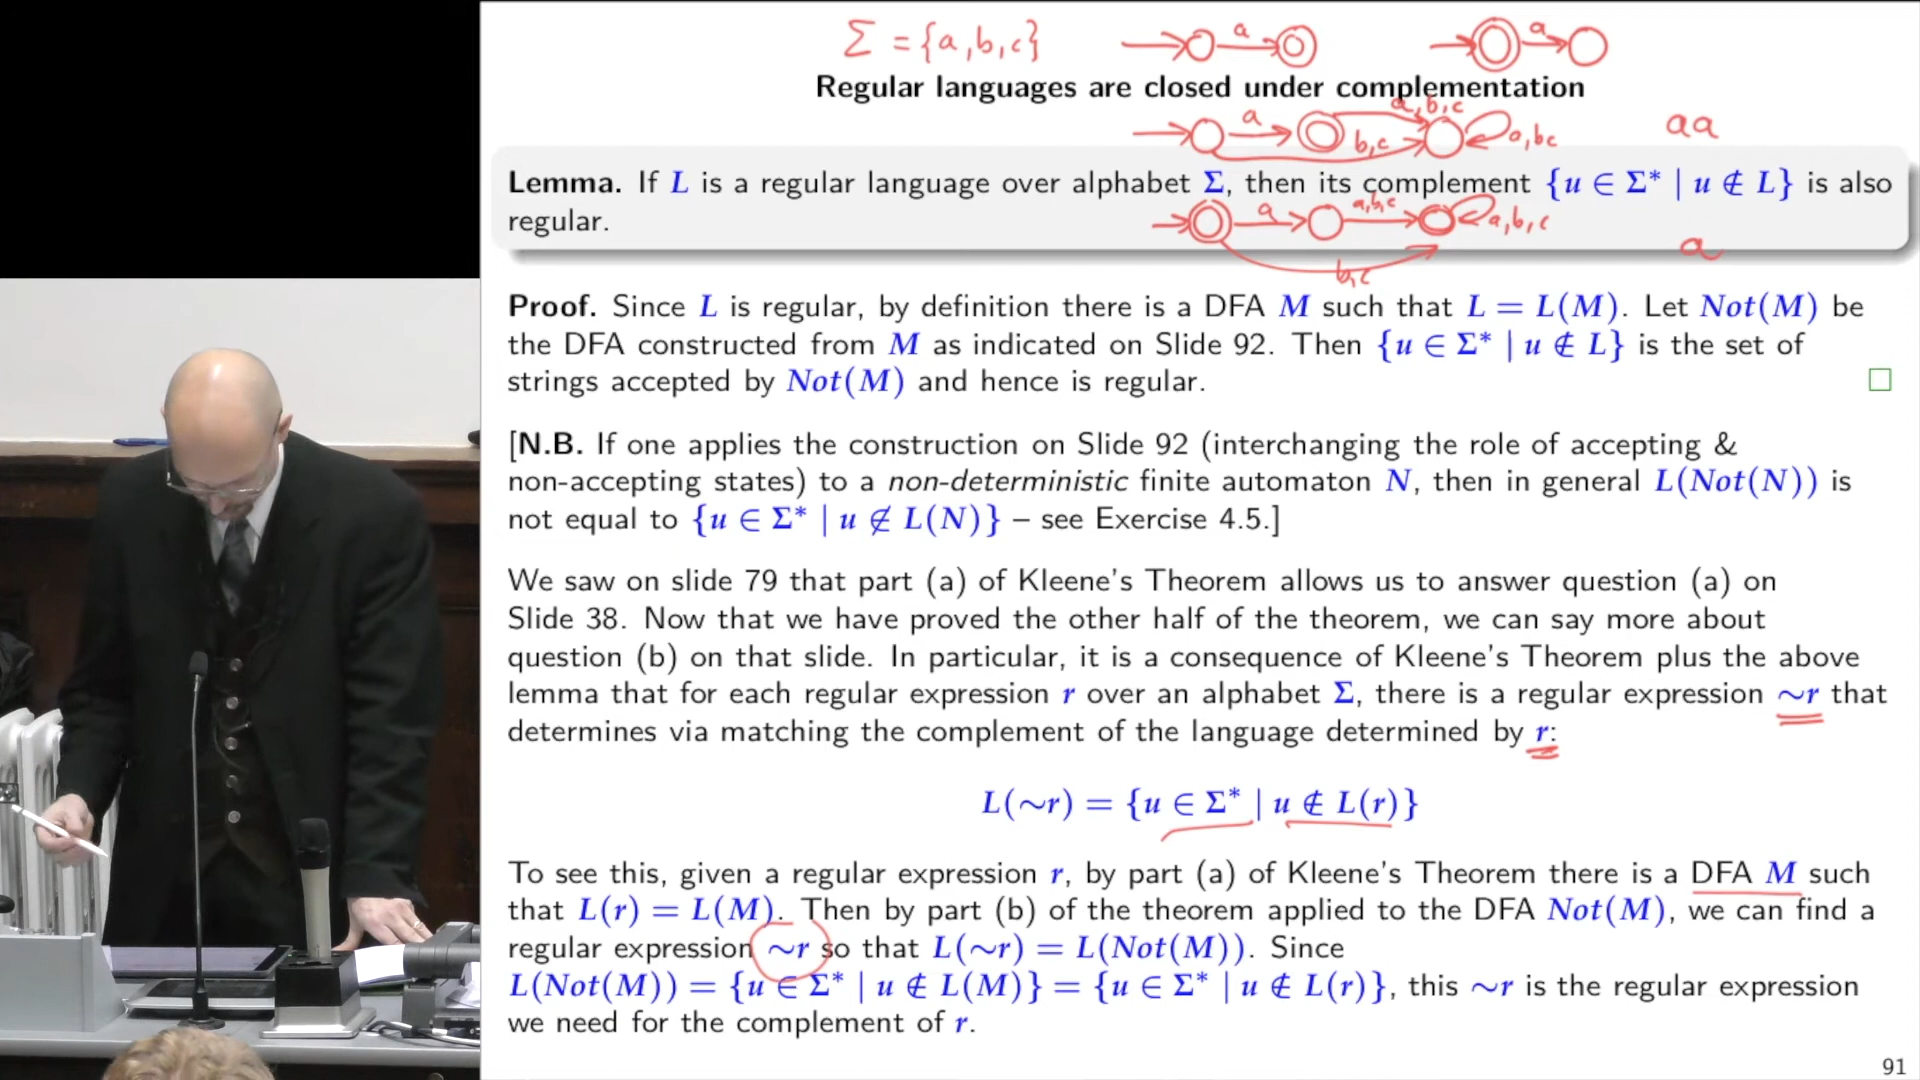 Σ = {a,b,c} a a
Regular languages are closed under complementation
a a,b,c b,c a,bc aa
Lemma. If L is a regular language over alphabet Σ, then its complement {u ∈ Σ* | u ∉ L} is also
regular.
a a,b,c a,b,c b,c a
Proof. Since L is regular, by definition there is a DFA M such that L = L(M). Let Not(M) be
the DFA constructed from M as indicated on Slide 92. Then {u ∈ Σ* | u ∉ L} is the set of
strings accepted by Not(M) and hence is regular. □
[N.B. If one applies the construction on Slide 92 (interchanging the role of accepting &
non-accepting states) to a non-deterministic finite automaton N, then in general L(Not(N)) is
not equal to {u ∈ Σ* | u ∉ L(N)} – see Exercise 4.5.]
We saw on slide 79 that part (a) of Kleene's Theorem allows us to answer question (a) on
Slide 38. Now that we have proved the other half of the theorem, we can say more about
question (b) on that slide. In particular, it is a consequence of Kleene's Theorem plus the above
lemma that for each regular expression r over an alphabet Σ, there is a regular expression ∼r that
determines via matching the complement of the language determined by r:
L(∼r) = {u ∈ Σ* | u ∉ L(r)}
To see this, given a regular expression r, by part (a) of Kleene's Theorem there is a DFA M such
that L(r) = L(M). Then by part (b) of the theorem applied to the DFA Not(M), we can find a
regular expression ∼r so that L(∼r) = L(Not(M)). Since
L(Not(M)) = {u ∈ Σ* | u ∉ L(M)} = {u ∈ Σ* | u ∉ L(r)}, this ∼r is the regular expression
we need for the complement of r.
91